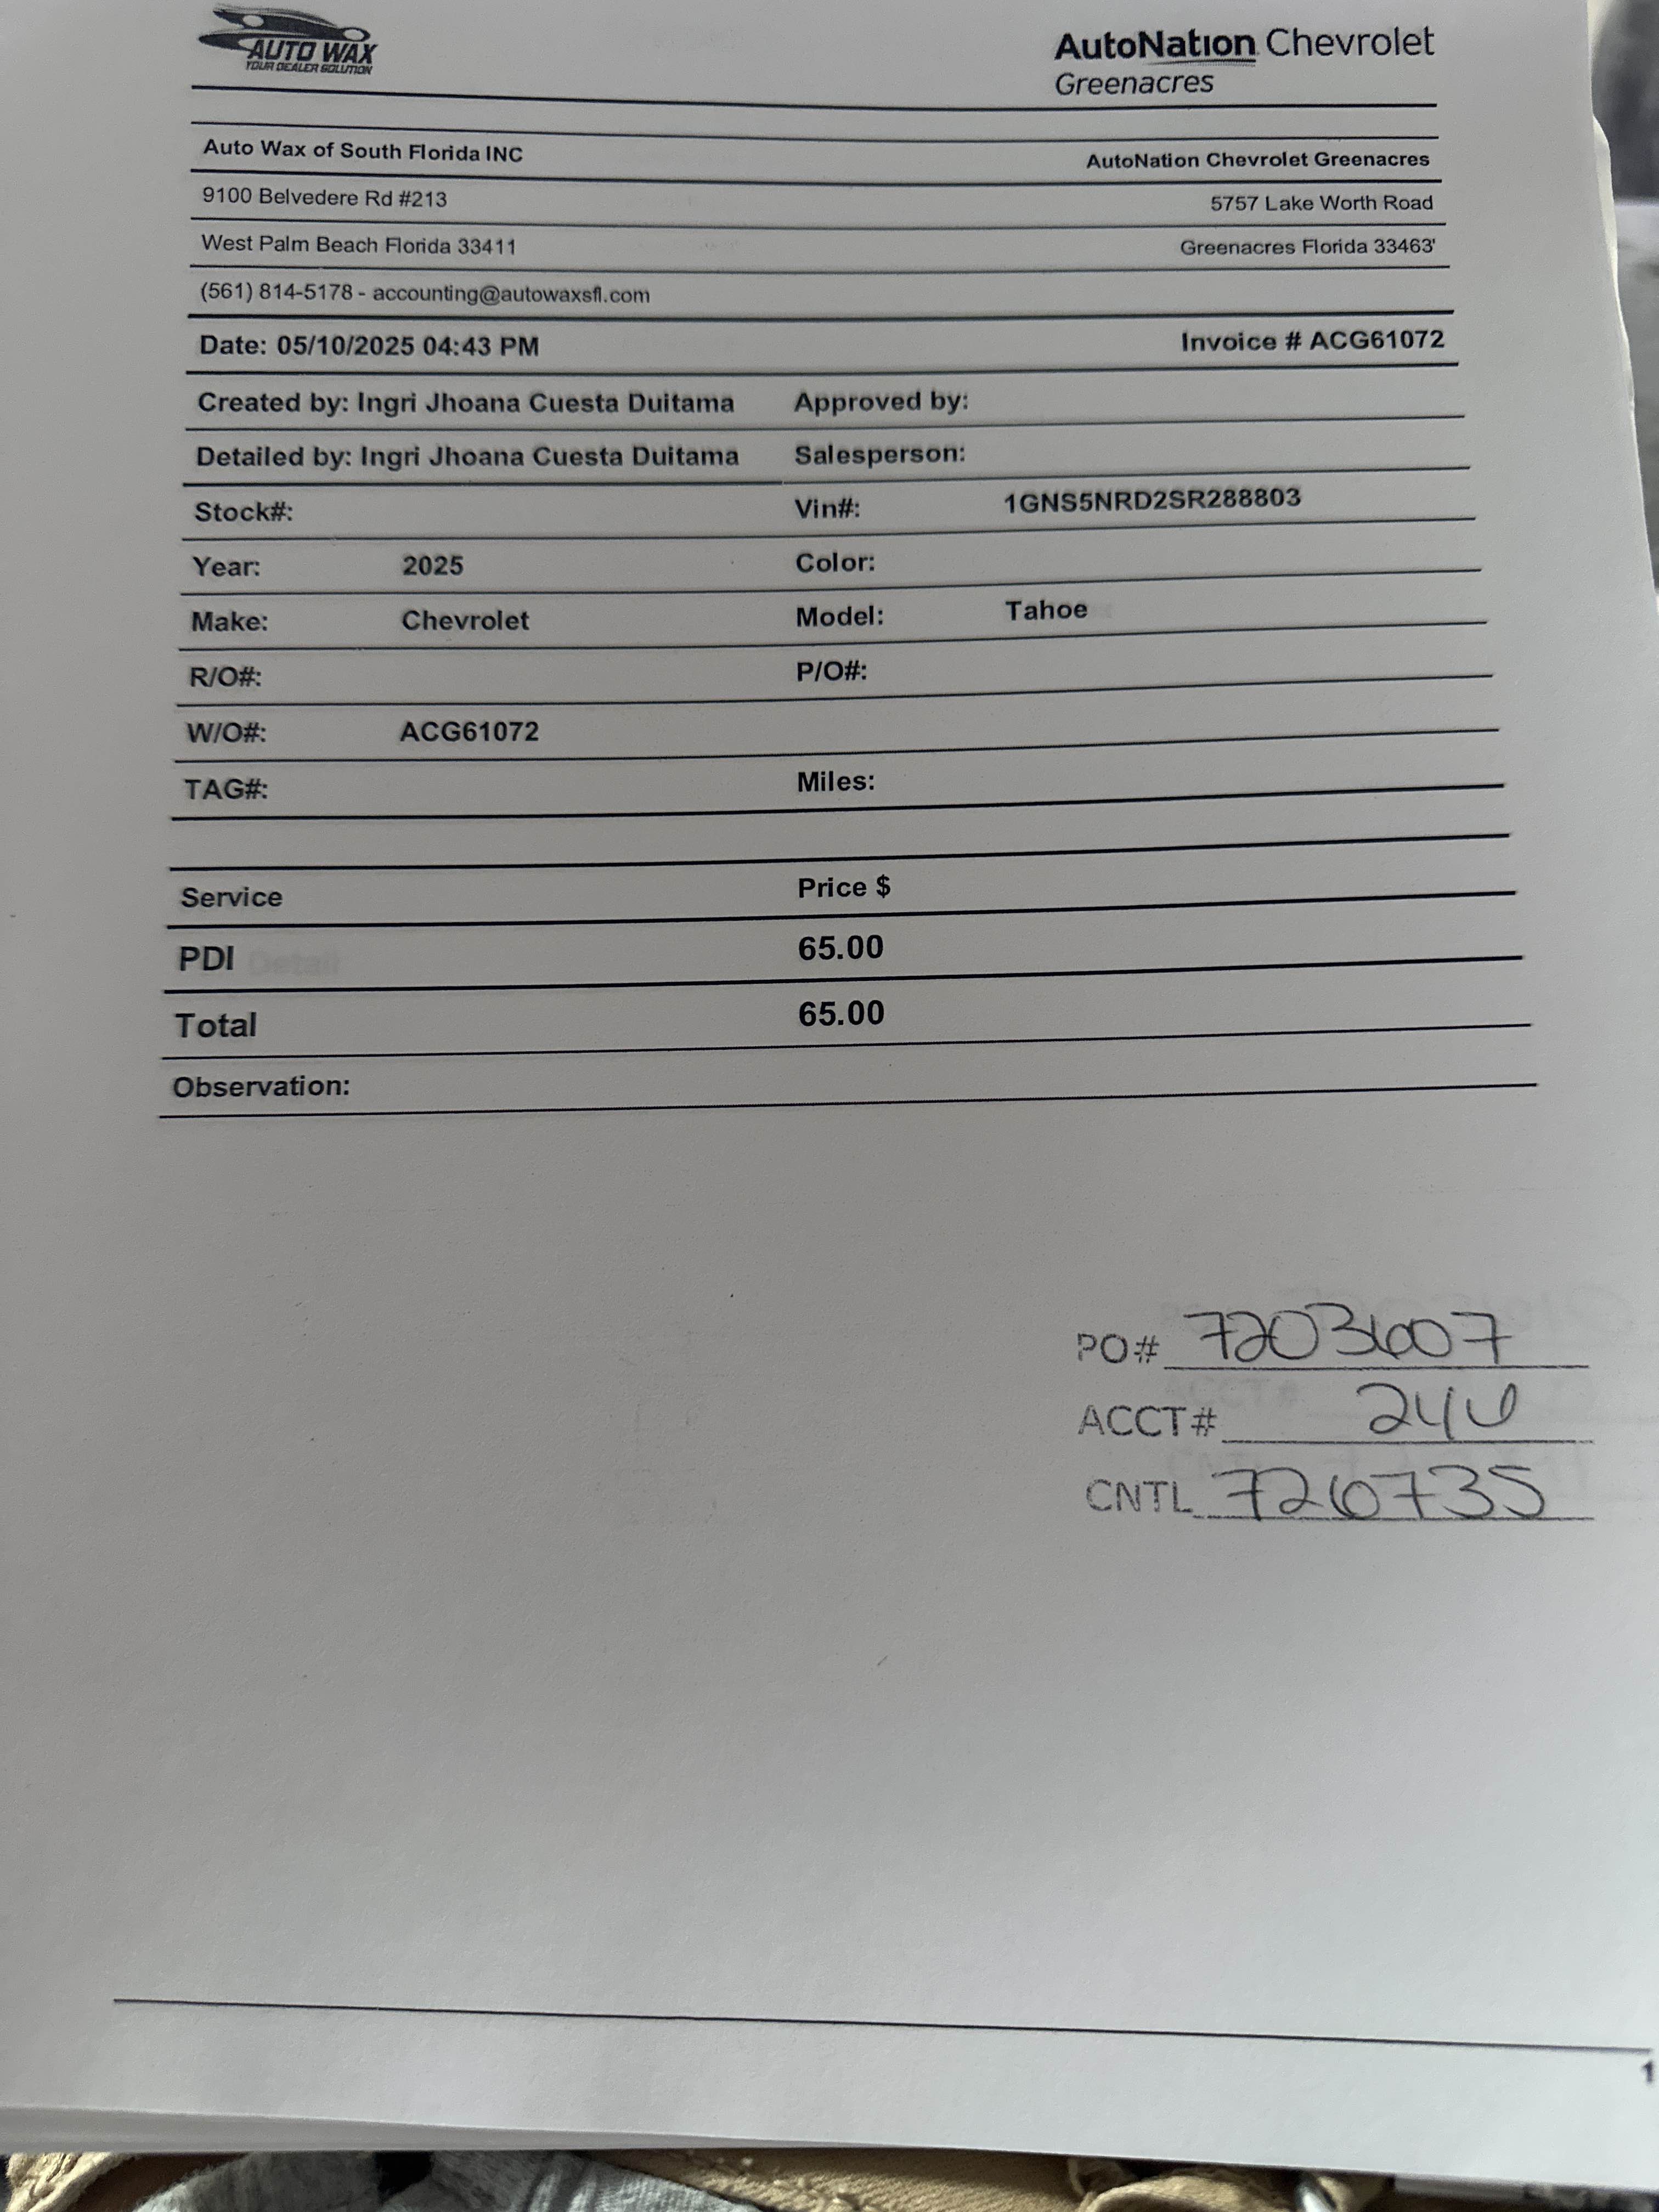 AUTO WAX
YOUR DEALER SOLUTION
AutoNation Chevrolet
Greenacres
Auto Wax of South Florida INC
AutoNation Chevrolet Greenacres
9100 Belvedere Rd #213
5757 Lake Worth Road
West Palm Beach Florida 33411
Greenacres Florida 33463'
(561) 814-5178 - accounting@autowaxsfl.com
Date: 05/10/2025 04:43 PM
Invoice # ACG61072
Created by: Ingri Jhoana Cuesta Duitama Approved by:
Detailed by: Ingri Jhoana Cuesta Duitama Salesperson:
Stock#: Vin#: 1GNS5NRD2SR288803
Year: 2025 Color:
Make: Chevrolet Model: Tahoe
R/O#: P/O#:
W/O#: ACG61072
TAG#: Miles:
Service Price $
PDI 65.00
Total 65.00
Observation:
PO# 7203607
ACCT# 246
CNTL 726735
1